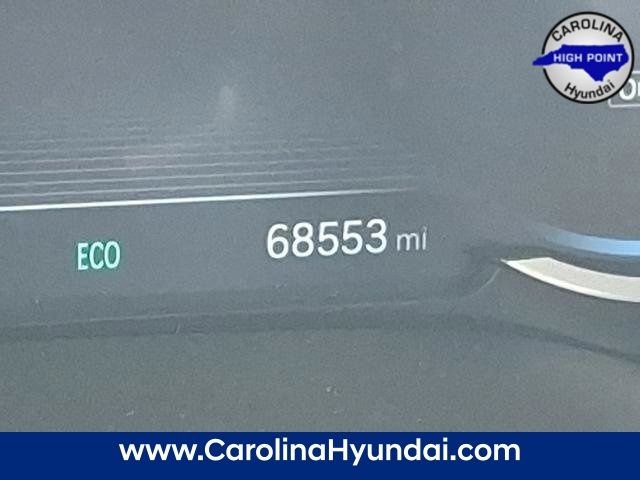 CAROLINA
HIGH POINT
Hyundai
ECO
68553 mi
www.CarolinaHyundai.com